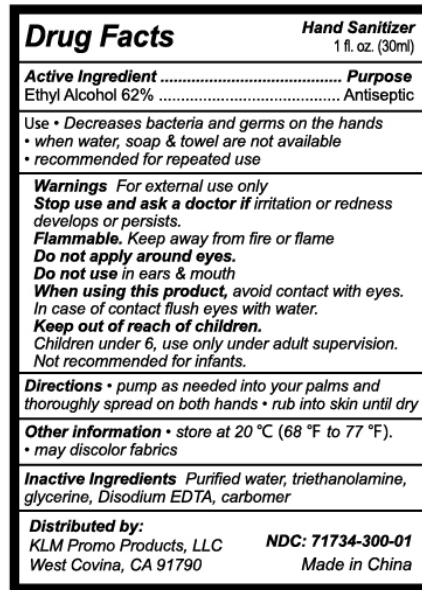 Drug Facts
Hand Sanitizer
1 fl. oz. (30ml)
Active Ingredient .......................................... Purpose
Ethyl Alcohol 62% .......................................... Antiseptic
Use • Decreases bacteria and germs on the hands
• when water, soap & towel are not available
• recommended for repeated use
Warnings For external use only
Stop use and ask a doctor if irritation or redness
develops or persists.
Flammable. Keep away from fire or flame
Do not apply around eyes.
Do not use in ears & mouth
When using this product, avoid contact with eyes.
In case of contact flush eyes with water.
Keep out of reach of children.
Children under 6, use only under adult supervision.
Not recommended for infants.
Directions • pump as needed into your palms and
thoroughly spread on both hands • rub into skin until dry
Other information • store at 20 ℃ (68 ℉ to 77 ℉).
• may discolor fabrics
Inactive Ingredients Purified water, triethanolamine,
glycerine, Disodium EDTA, carbomer
Distributed by:
KLM Promo Products, LLC
West Covina, CA 91790
NDC: 71734-300-01
Made in China